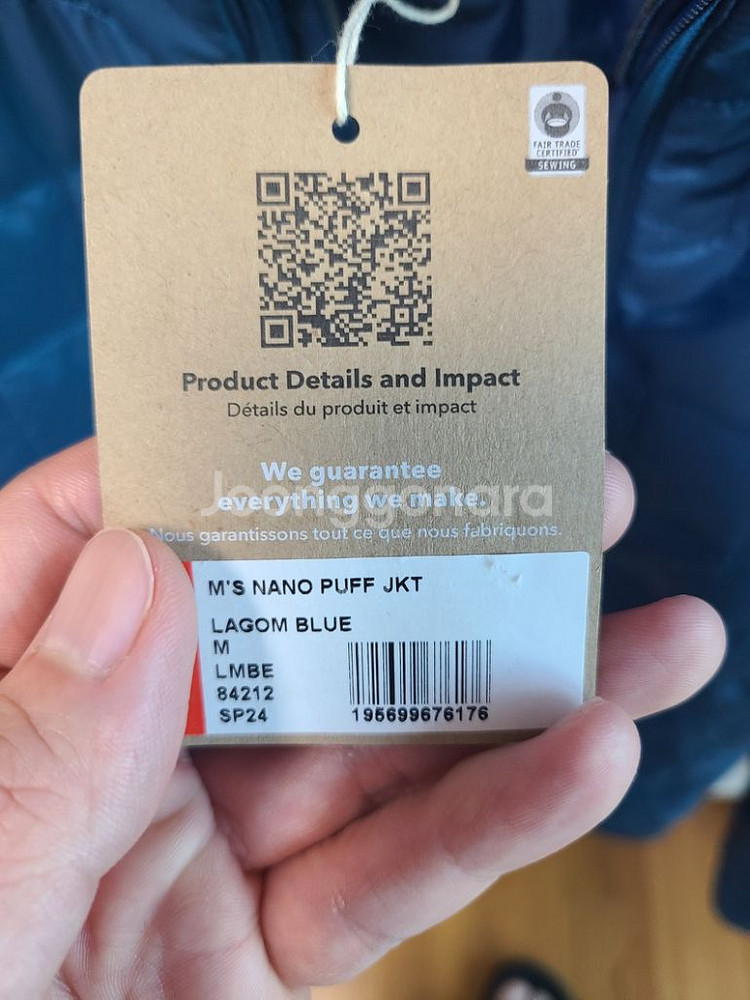 FAIR TRADE
CERTIFIED
SEWING
Product Details and Impact
Détails du produit et impact
We guarantee
everything we make.
Joonggonara
Nous garantissons tout ce que nous fabriquons.
M'S NANO PUFF JKT
LAGOM BLUE
M
LMBE
84212
SP24
195699676176